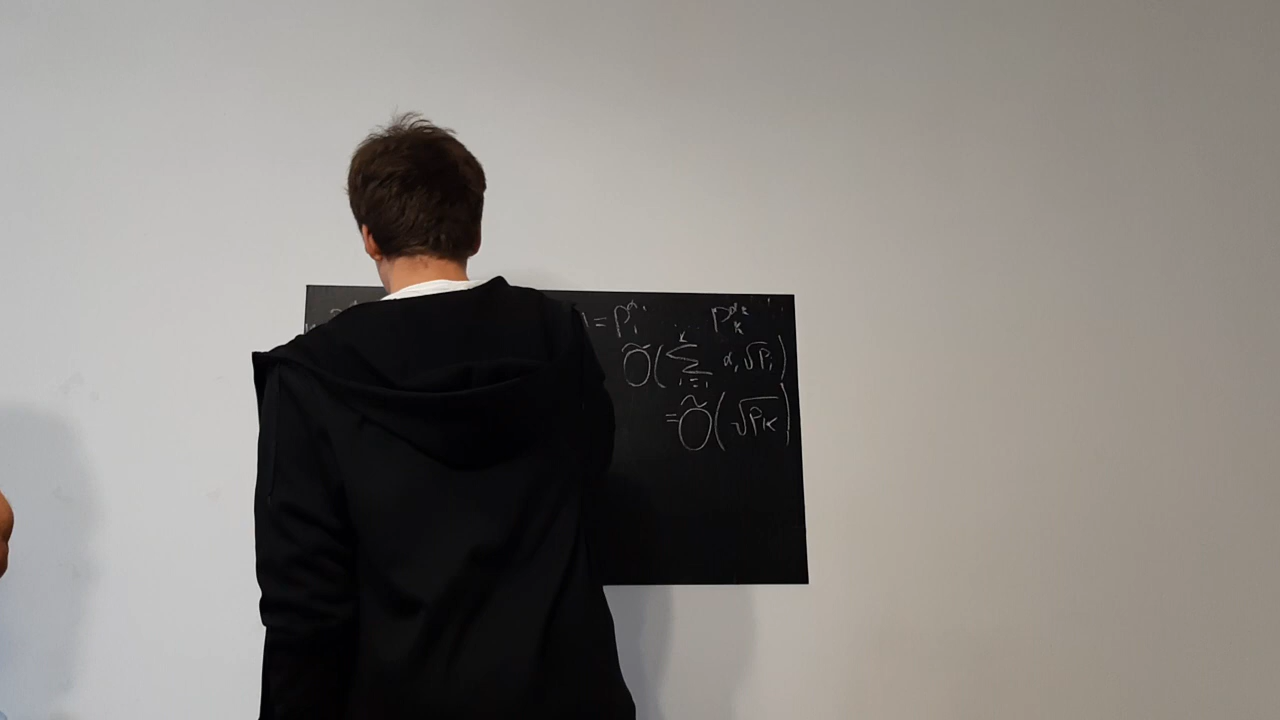 = p₁^α₁ ... p_k^α_k
Õ(∑_{i=1}^{k} α_i √p_i)
= Õ(√p_k)